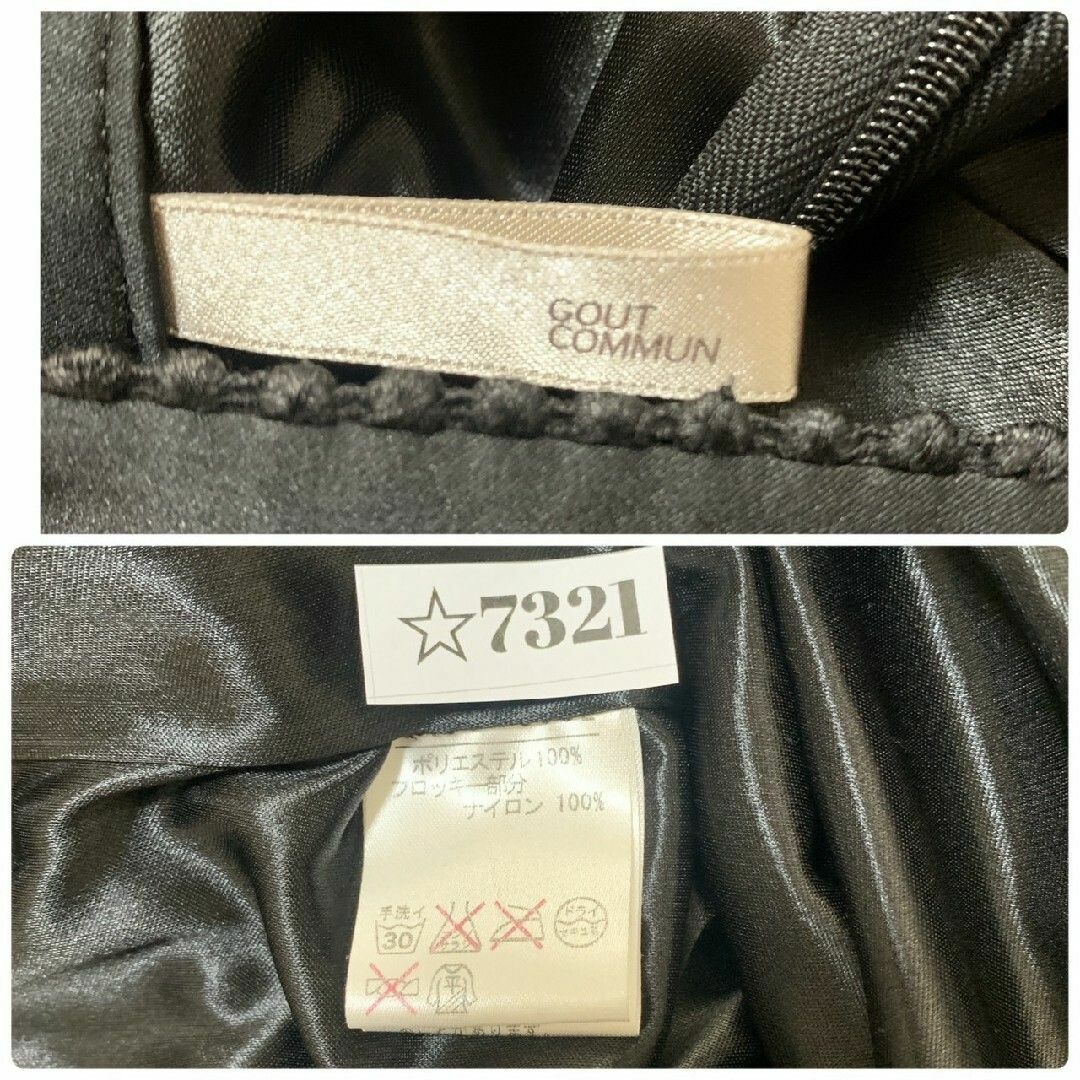 GOUT
COMMUN
☆7321
ポリエステル100%
フロッキー部分
ナイロン 100%
手洗イ
30
ドライ
平